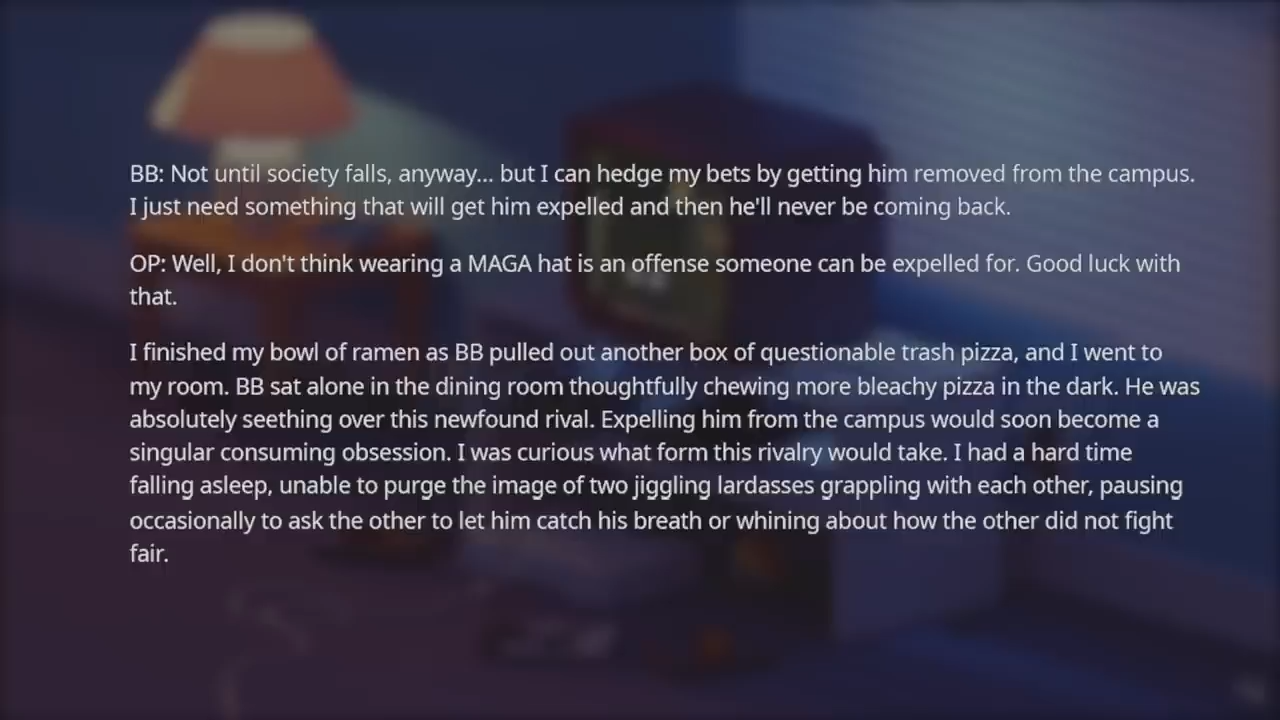 BB: Not until society falls, anyway... but I can hedge my bets by getting him removed from the campus.
I just need something that will get him expelled and then he'll never be coming back.
OP: Well, I don't think wearing a MAGA hat is an offense someone can be expelled for. Good luck with
that.
I finished my bowl of ramen as BB pulled out another box of questionable trash pizza, and I went to
my room. BB sat alone in the dining room thoughtfully chewing more bleachy pizza in the dark. He was
absolutely seething over this newfound rival. Expelling him from the campus would soon become a
singular consuming obsession. I was curious what form this rivalry would take. I had a hard time
falling asleep, unable to purge the image of two jiggling lardasses grappling with each other, pausing
occasionally to ask the other to let him catch his breath or whining about how the other did not fight
fair.